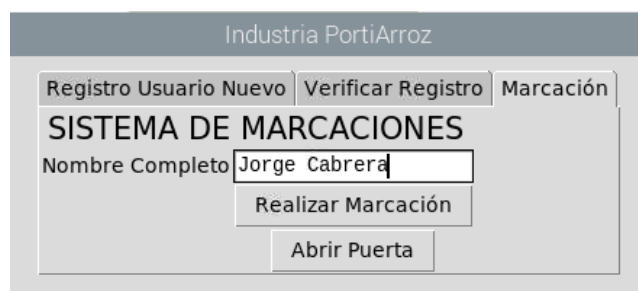 Industria PortiArroz
Registro Usuario Nuevo Verificar Registro Marcación
SISTEMA DE MARCACIONES
Nombre Completo Jorge Cabrera
Realizar Marcación
Abrir Puerta